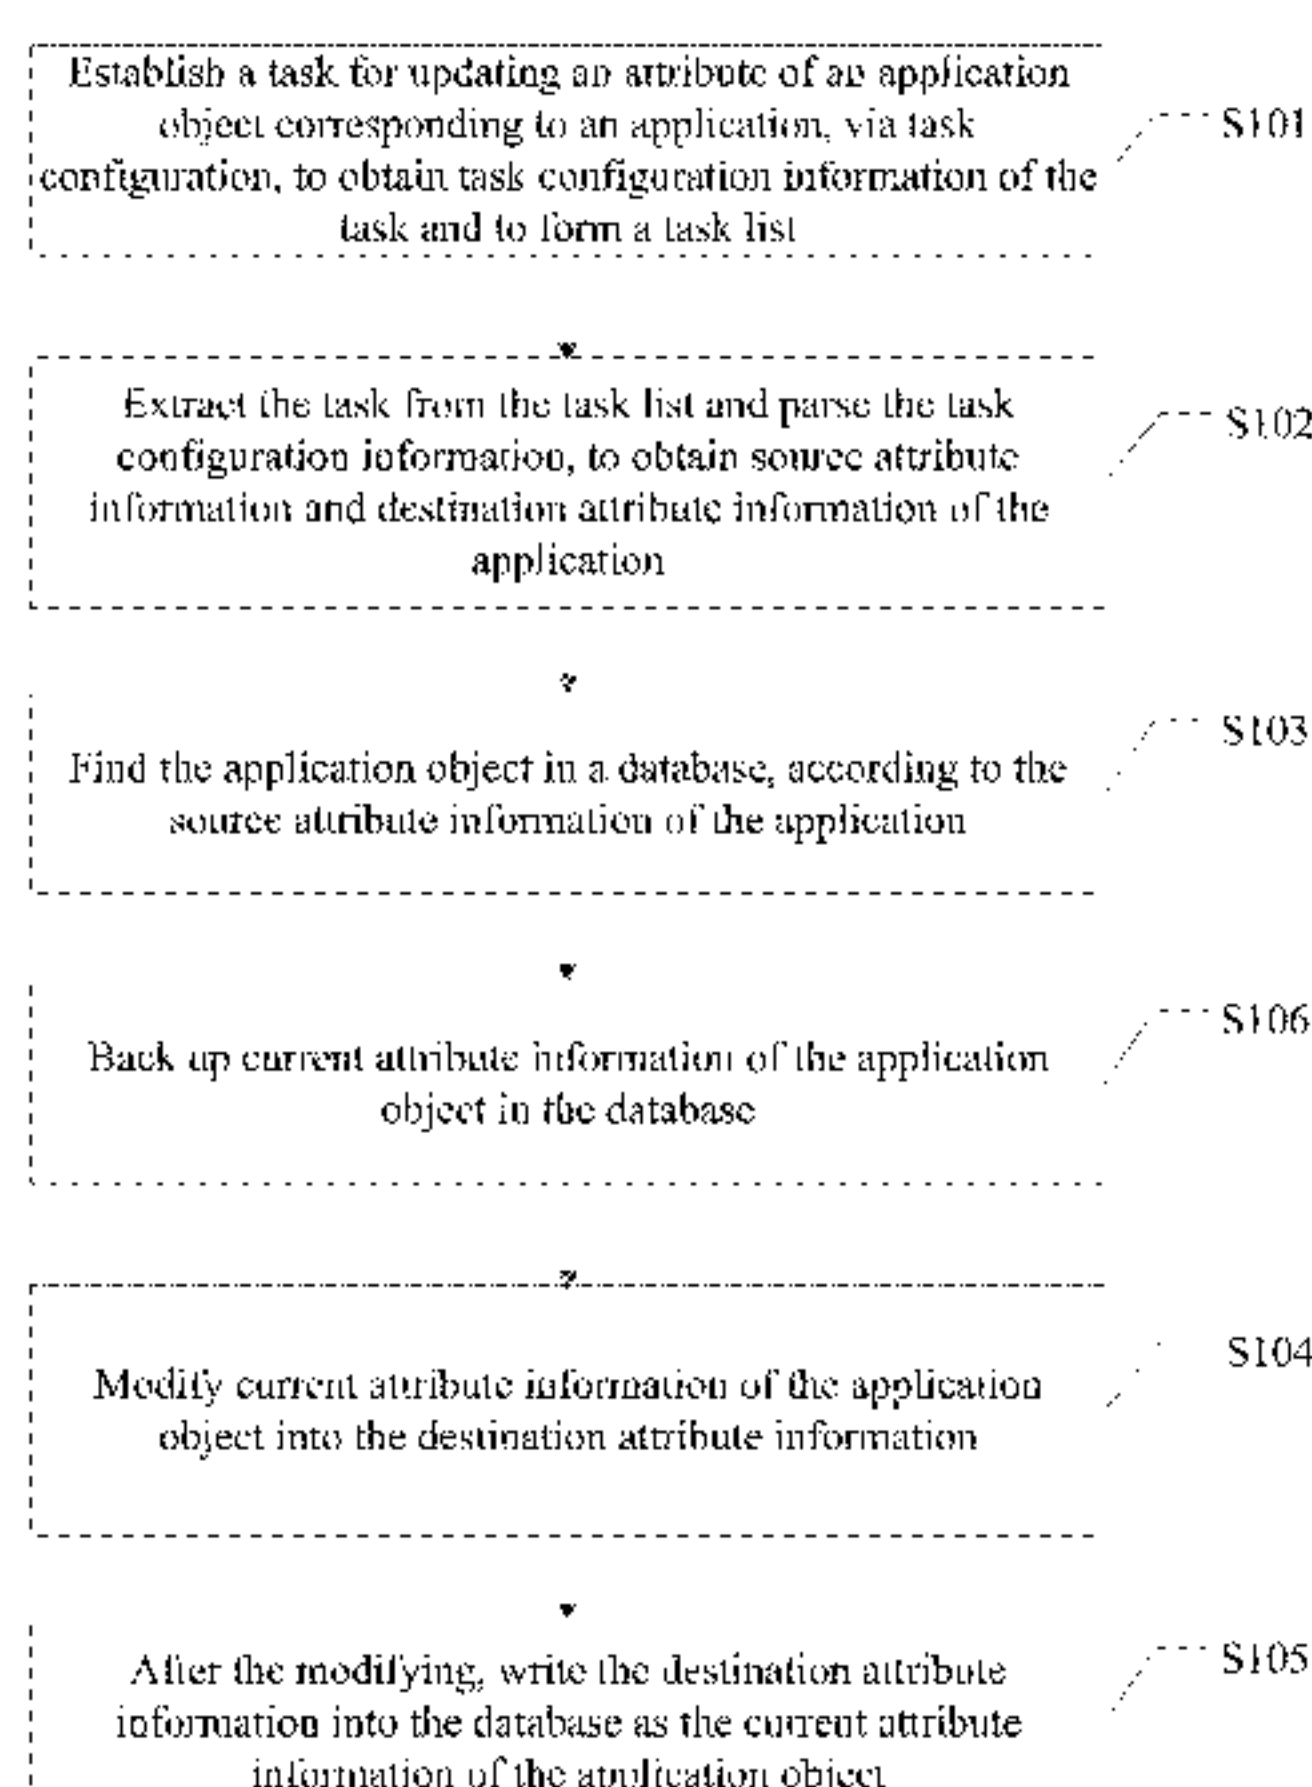 Establish a task for updating an attribute of an application
object corresponding to an application, via task
configuration, to obtain task configuration information of the
task and to form a task list
S101
Extract the task from the task list and parse the task
configuration information, to obtain source attribute
information and destination attribute information of the
application
S102
Find the application object in a database, according to the
source attribute information of the application
S103
Back up current attribute information of the application
object in the database
S106
Modify current attribute information of the application
object into the destination attribute information
S104
After the modifying, write the destination attribute
information into the database as the current attribute
information of the application object
S105